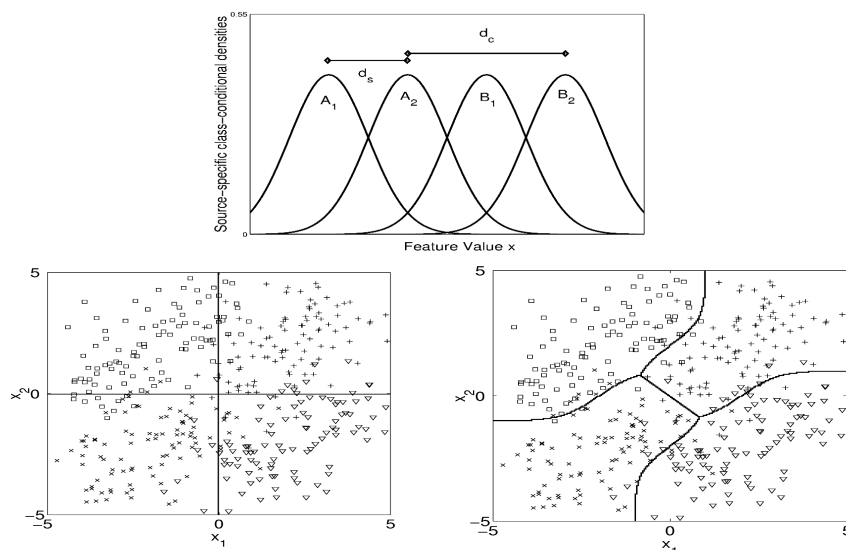 0.55
Source-specific class-conditional densities
d_c
d_s
A_1
A_2
B_1
B_2
0
Feature Value x
5
5
x_2
0
x_2
0
-5
-5
-5
0
5
-5
0
5
x_1
x_1